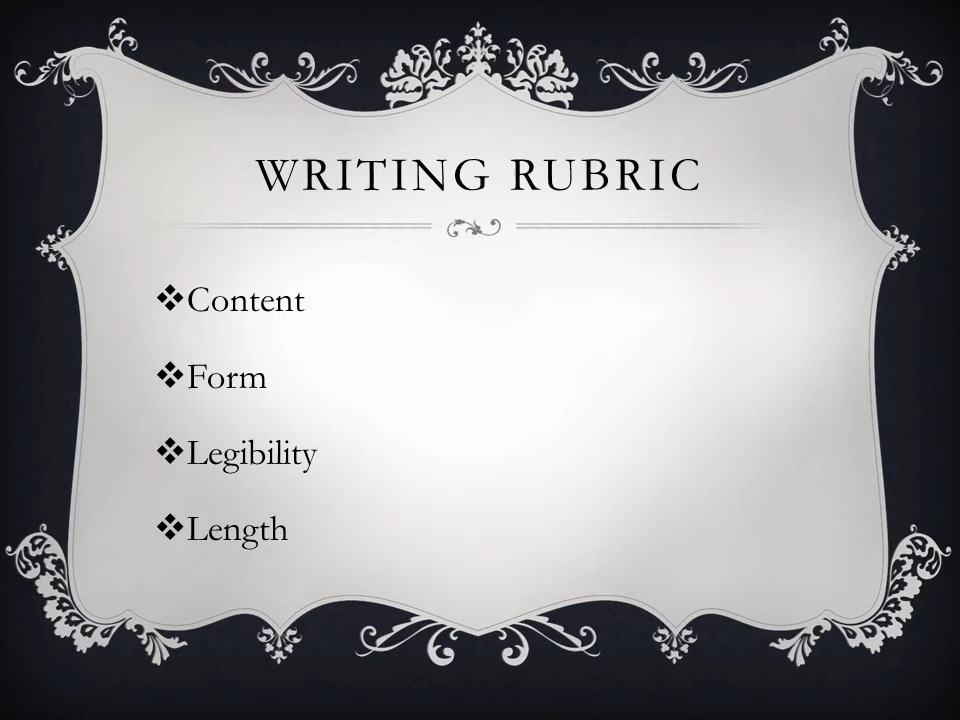 WRITING RUBRIC
❖Content
❖Form
❖Legibility
❖Length